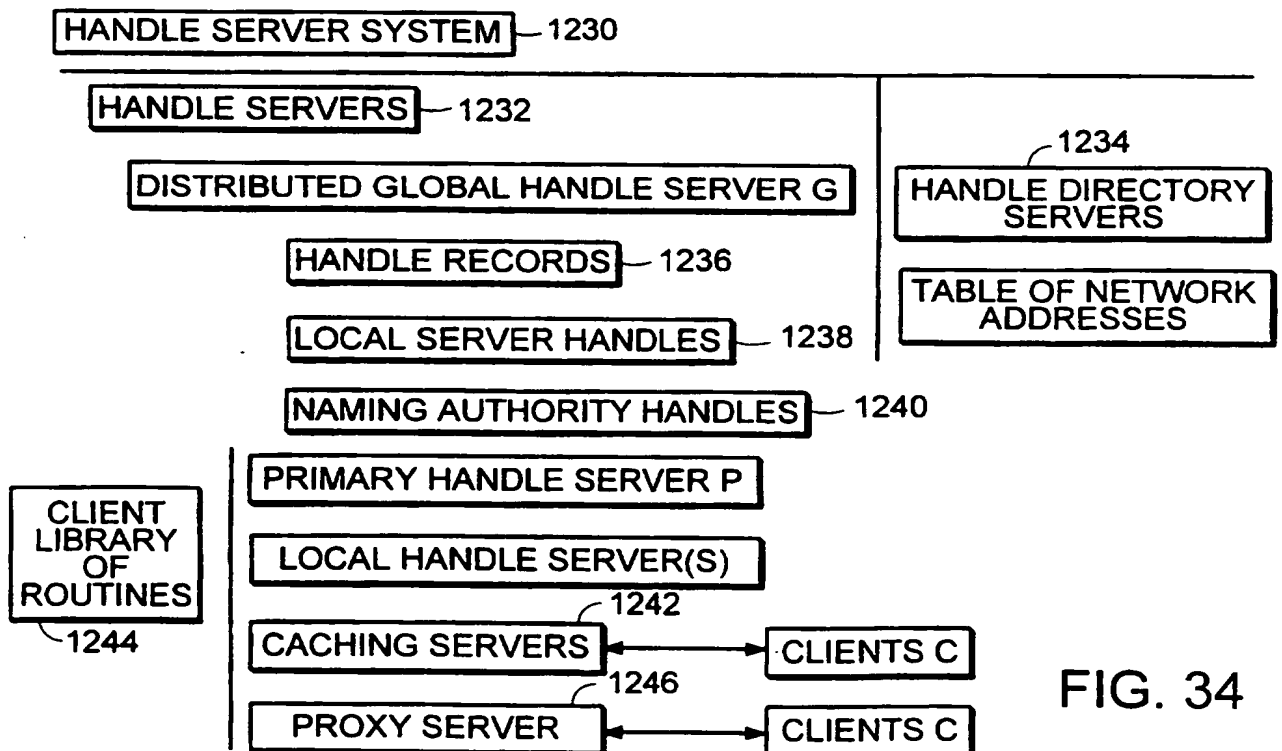 HANDLE SERVER SYSTEM 1230
HANDLE SERVERS 1232
1234
DISTRIBUTED GLOBAL HANDLE SERVER G
HANDLE DIRECTORY
SERVERS
HANDLE RECORDS 1236
TABLE OF NETWORK
ADDRESSES
LOCAL SERVER HANDLES 1238
NAMING AUTHORITY HANDLES 1240
PRIMARY HANDLE SERVER P
CLIENT
LIBRARY
OF
ROUTINES
1244
LOCAL HANDLE SERVER(S)
1242
CACHING SERVERS
CLIENTS C
1246
PROXY SERVER
CLIENTS C
FIG. 34